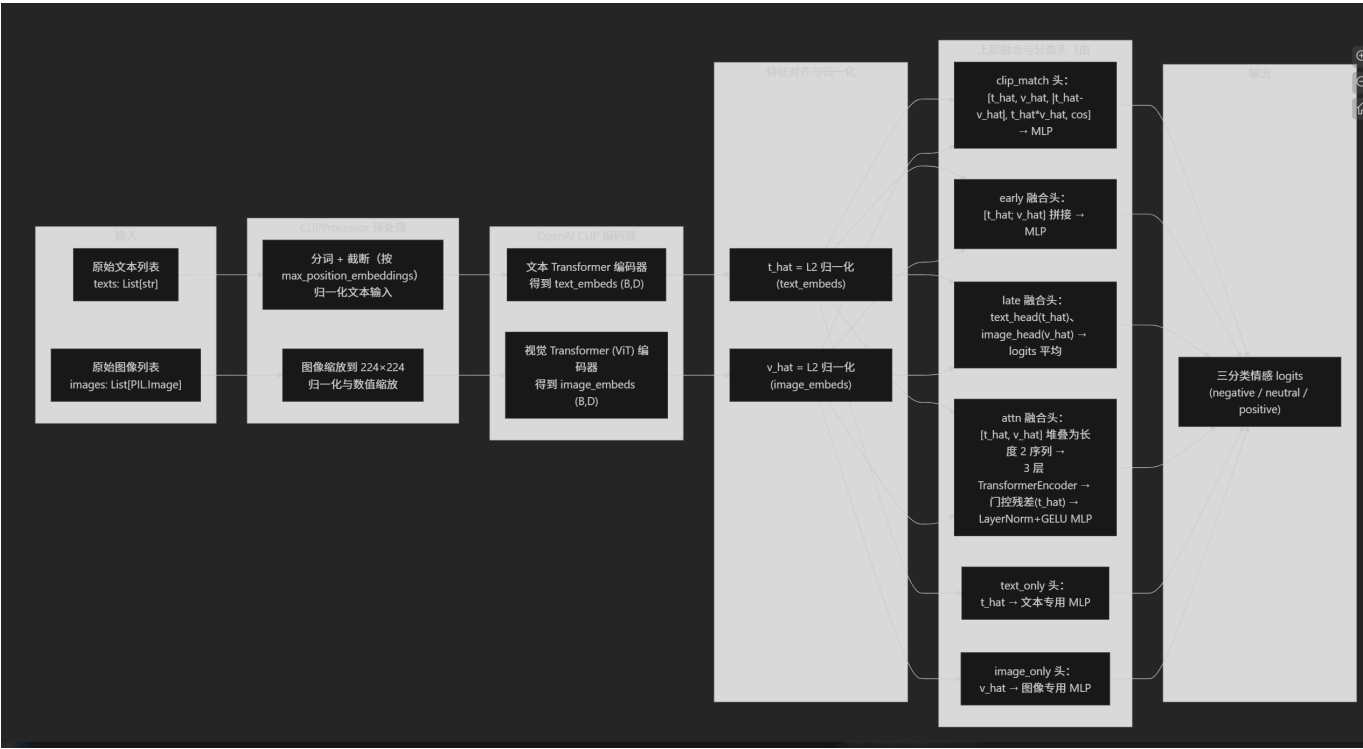 输入
原始文本列表
texts: List[str]
原始图像列表
images: List[PIL.Image]
CLIPProcessor 预处理
分词 + 截断（按
max_position_embeddings）
归一化文本输入
图像缩放到 224×224
归一化与数值缩放
OpenAI CLIP 编码器
文本 Transformer 编码器
得到 text_embeds (B,D)
视觉 Transformer (ViT) 编
码器
得到 image_embeds
(B,D)
特征对齐与归一化
t_hat = L2 归一化
(text_embeds)
v_hat = L2 归一化
(image_embeds)
上层融合与分类头（由
clip_match 头：
[t_hat, v_hat, |t_hat-
v_hat|, t_hat*v_hat, cos]
→ MLP
early 融合头：
[t_hat; v_hat] 拼接 →
MLP
late 融合头：
text_head(t_hat)、
image_head(v_hat) →
logits 平均
attn 融合头：
[t_hat, v_hat] 堆叠为长
度 2 序列 →
3 层
TransformerEncoder →
门控残差(t_hat) →
LayerNorm+GELU MLP
text_only 头：
t_hat → 文本专用 MLP
image_only 头：
v_hat → 图像专用 MLP
输出
三分类情感 logits
(negative / neutral /
positive)